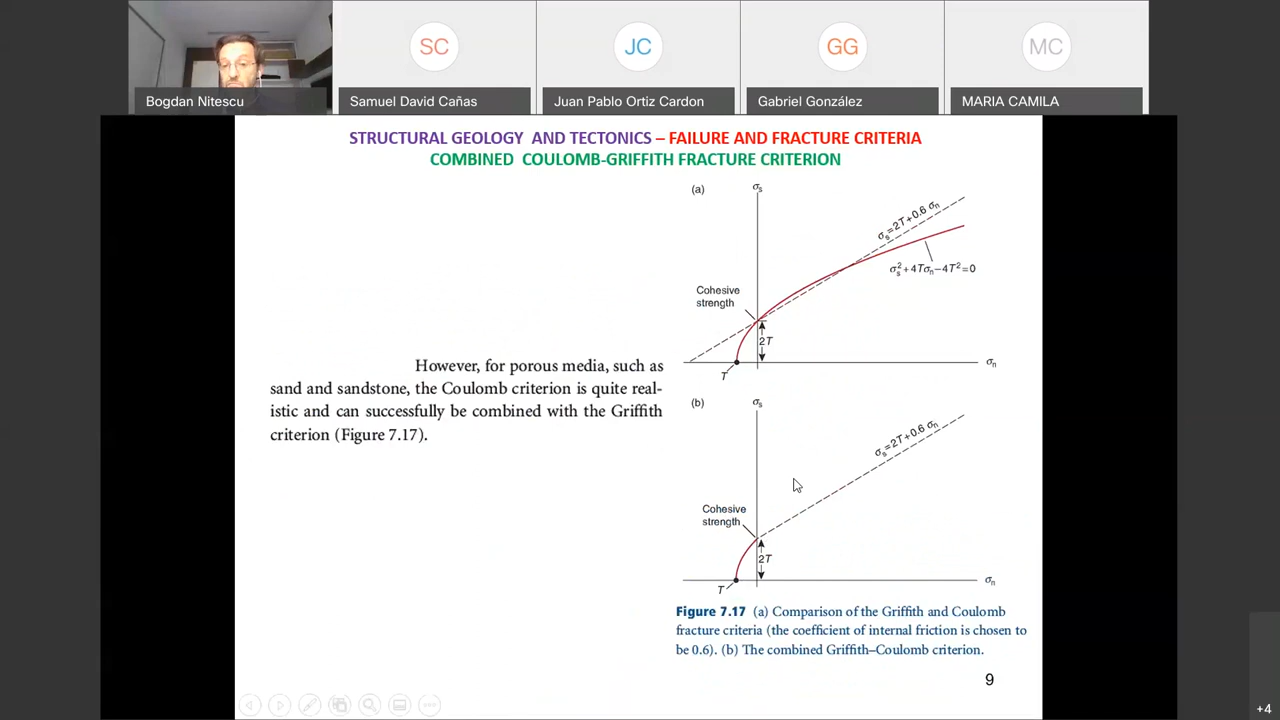 SC
JC
GG
MC
Bogdan Nitescu
Samuel David Cañas
Juan Pablo Ortiz Cardon
Gabriel González
MARIA CAMILA
STRUCTURAL GEOLOGY AND TECTONICS – FAILURE AND FRACTURE CRITERIA
COMBINED COULOMB-GRIFFITH FRACTURE CRITERION
However, for porous media, such as
sand and sandstone, the Coulomb criterion is quite real-
istic and can successfully be combined with the Griffith
criterion (Figure 7.17).
(a)
σs
σs=2T+0.6 σn
σs²+4Tσn−4T²=0
Cohesive
strength
2T
T
σn
(b)
σs
σs=2T+0.6 σn
Cohesive
strength
2T
T
σn
Figure 7.17 (a) Comparison of the Griffith and Coulomb
fracture criteria (the coefficient of internal friction is chosen to
be 0.6). (b) The combined Griffith–Coulomb criterion.
9
+4